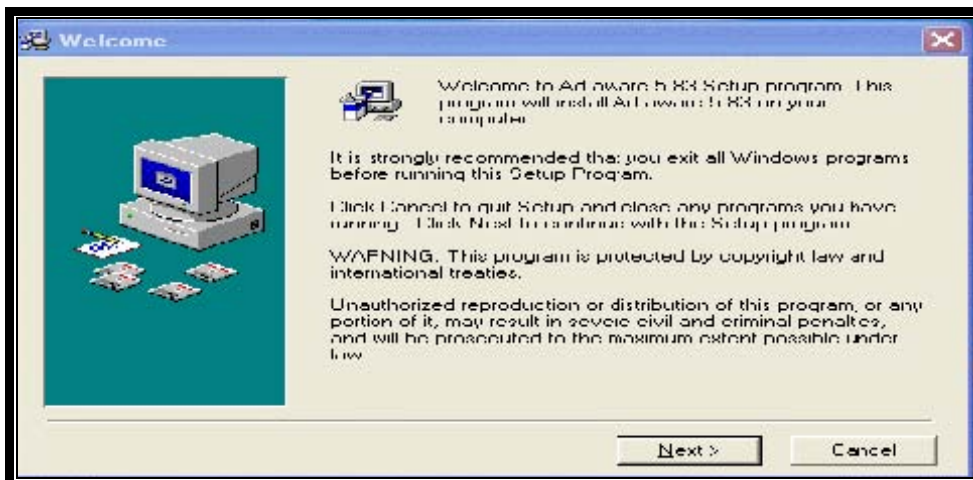 Welcome
Welcome to Ad-aware 5.83 Setup program. This
program will install Ad-aware 5.83 on your
computer.
It is strongly recommended that you exit all Windows programs
before running this Setup Program.
Click Cancel to quit Setup and close any programs you have
running. Click Next to continue with the Setup program.
WARNING: This program is protected by copyright law and
international treaties.
Unauthorized reproduction or distribution of this program, or any
portion of it, may result in severe civil and criminal penalties,
and will be prosecuted to the maximum extent possible under
law.
Next >
Cancel